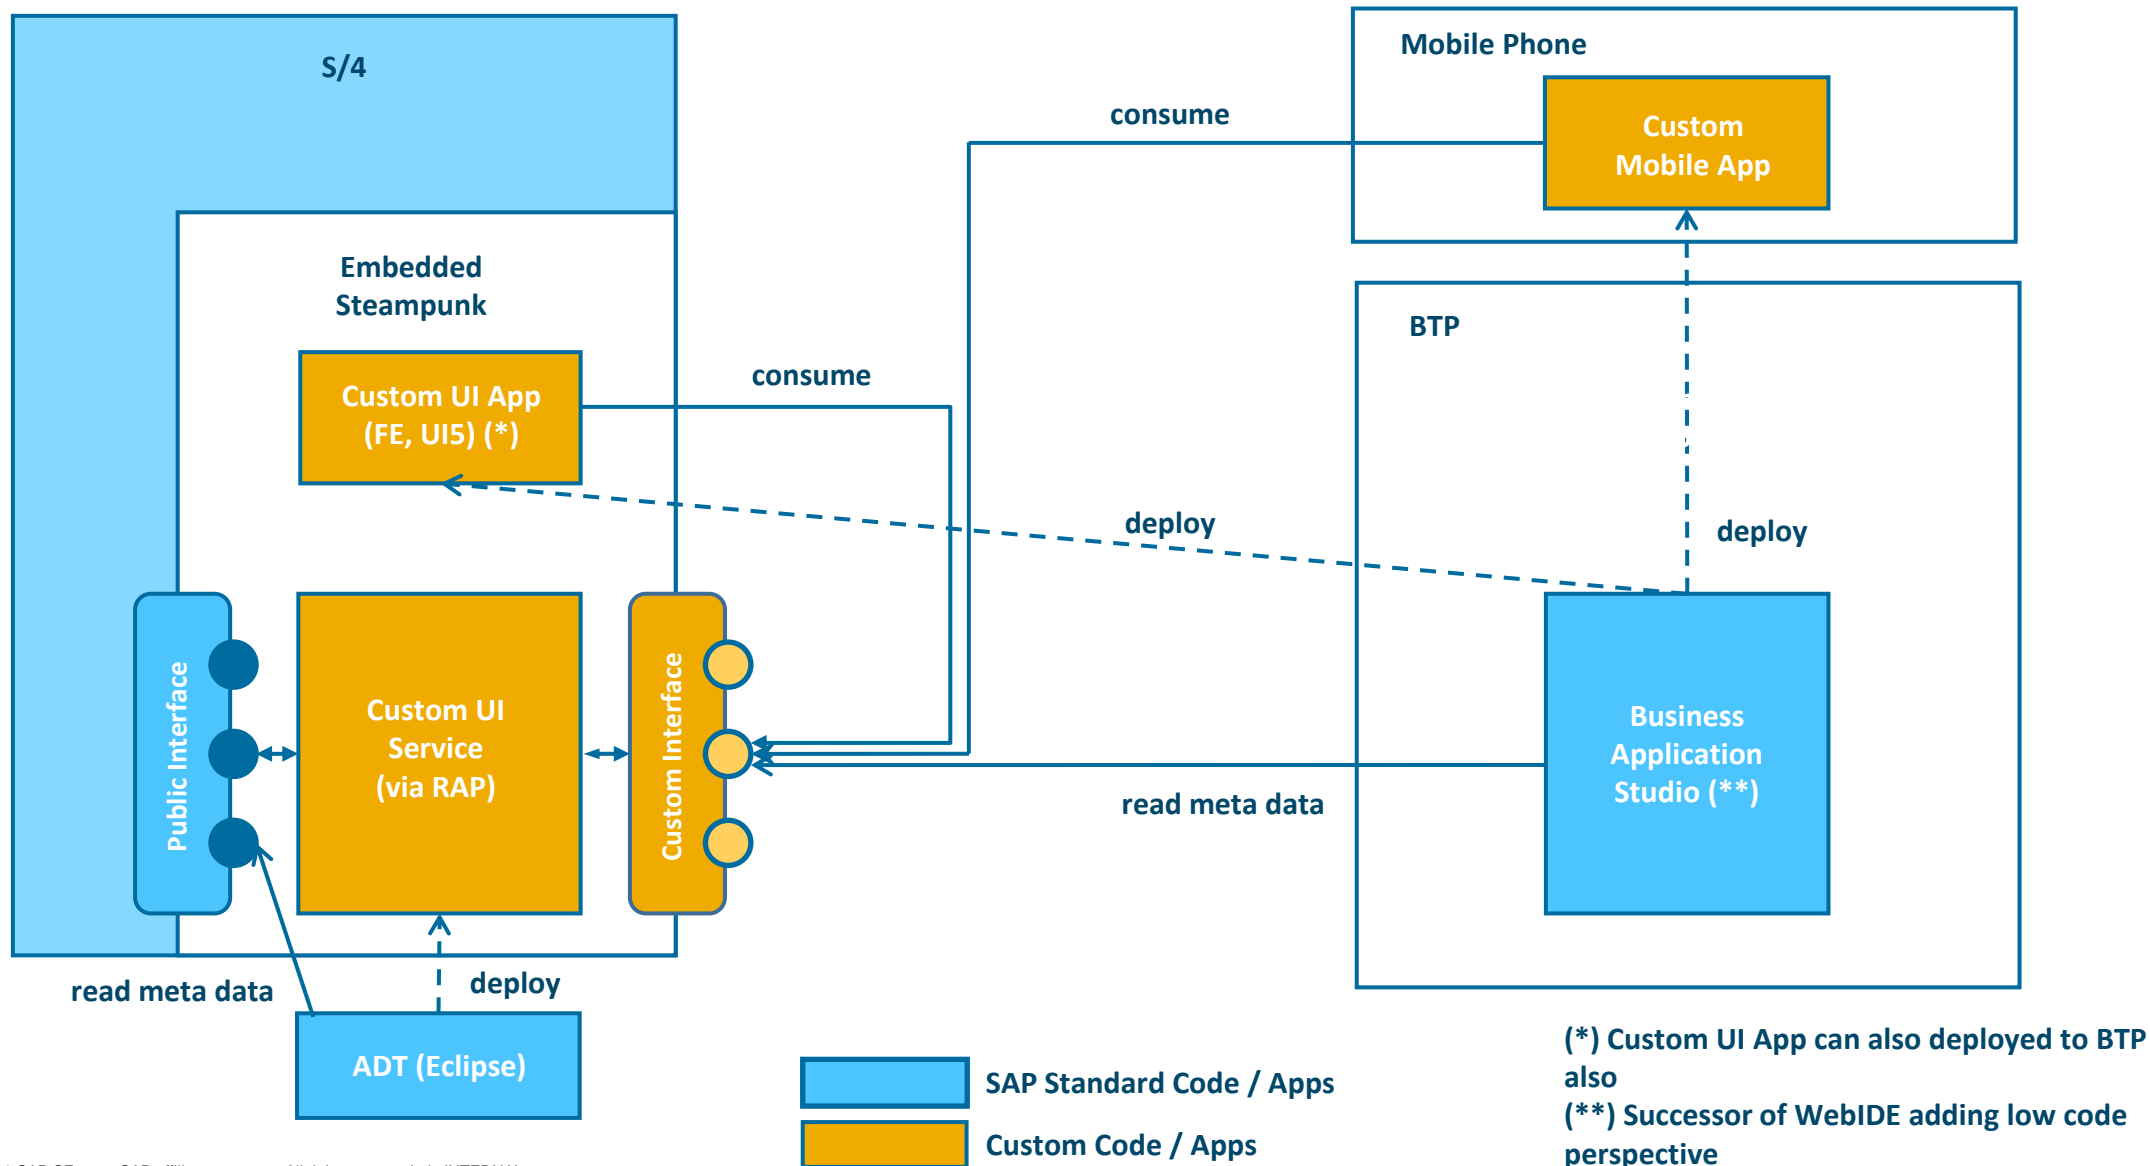 S/4
Mobile Phone
Custom
Mobile App
consume
Embedded
Steampunk
BTP
consume
Custom UI App
(FE, UI5) (*)
deploy
deploy
Public Interface
Custom UI
Service
(via RAP)
Custom Interface
Business
Application
Studio (**)
read meta data
read meta data
deploy
ADT (Eclipse)
SAP Standard Code / Apps
Custom Code / Apps
(*) Custom UI App can also deployed to BTP
also
(**) Successor of WebIDE adding low code
perspective